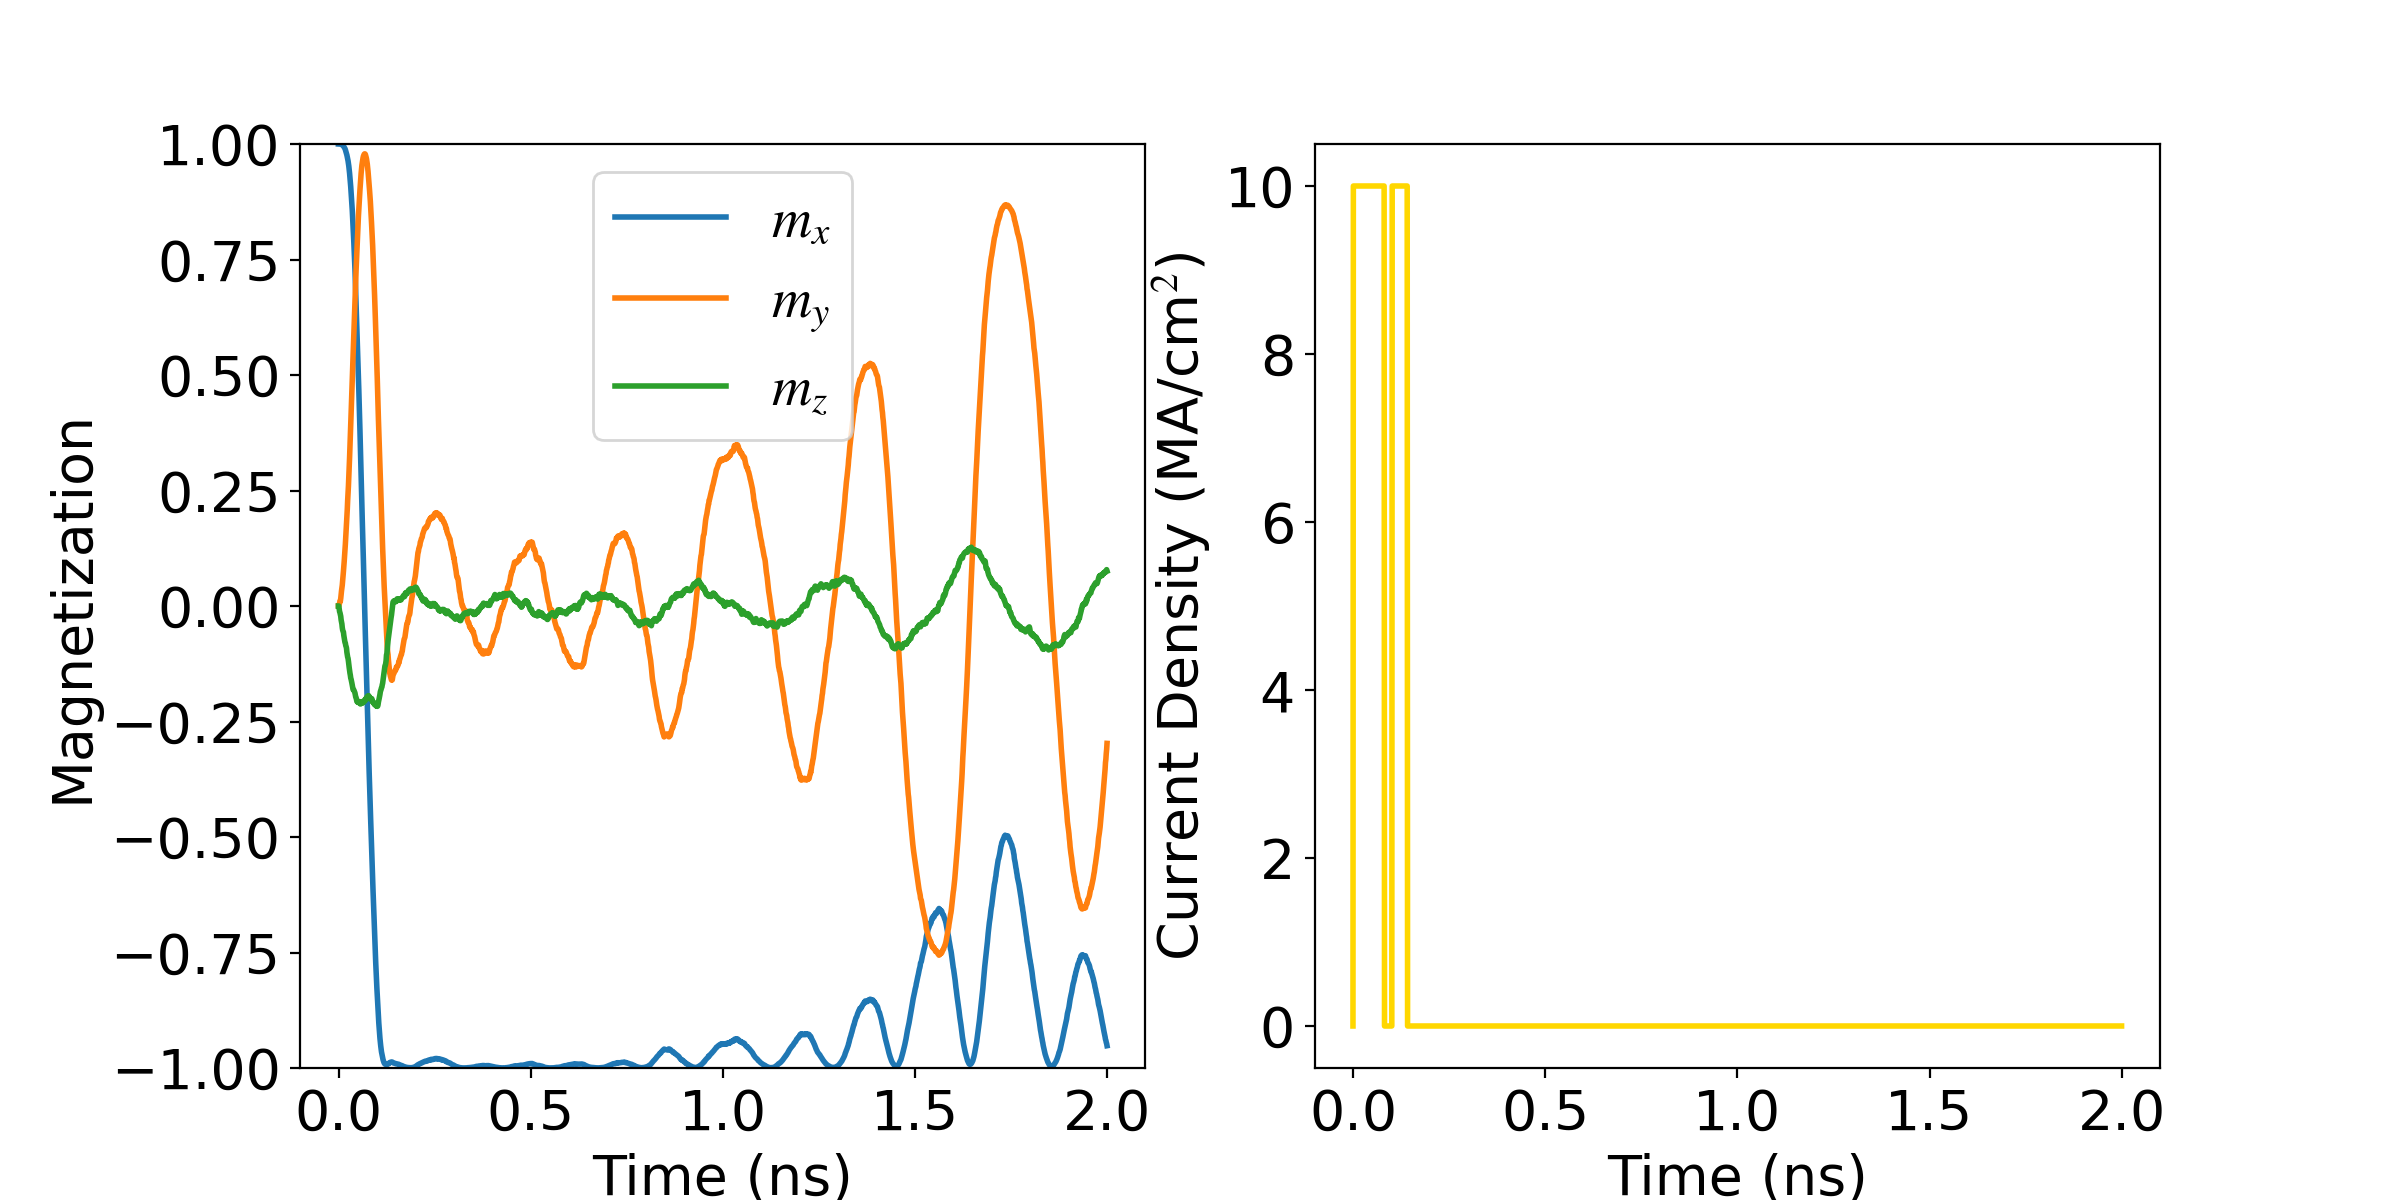 Magnetization
1.00
0.75
0.50
0.25
0.00
−0.25
−0.50
−0.75
−1.00
0.0 0.5 1.0 1.5 2.0
Time (ns)
m_x
m_y
m_z
Current Density (MA/cm²)
10
8
6
4
2
0
0.0 0.5 1.0 1.5 2.0
Time (ns)